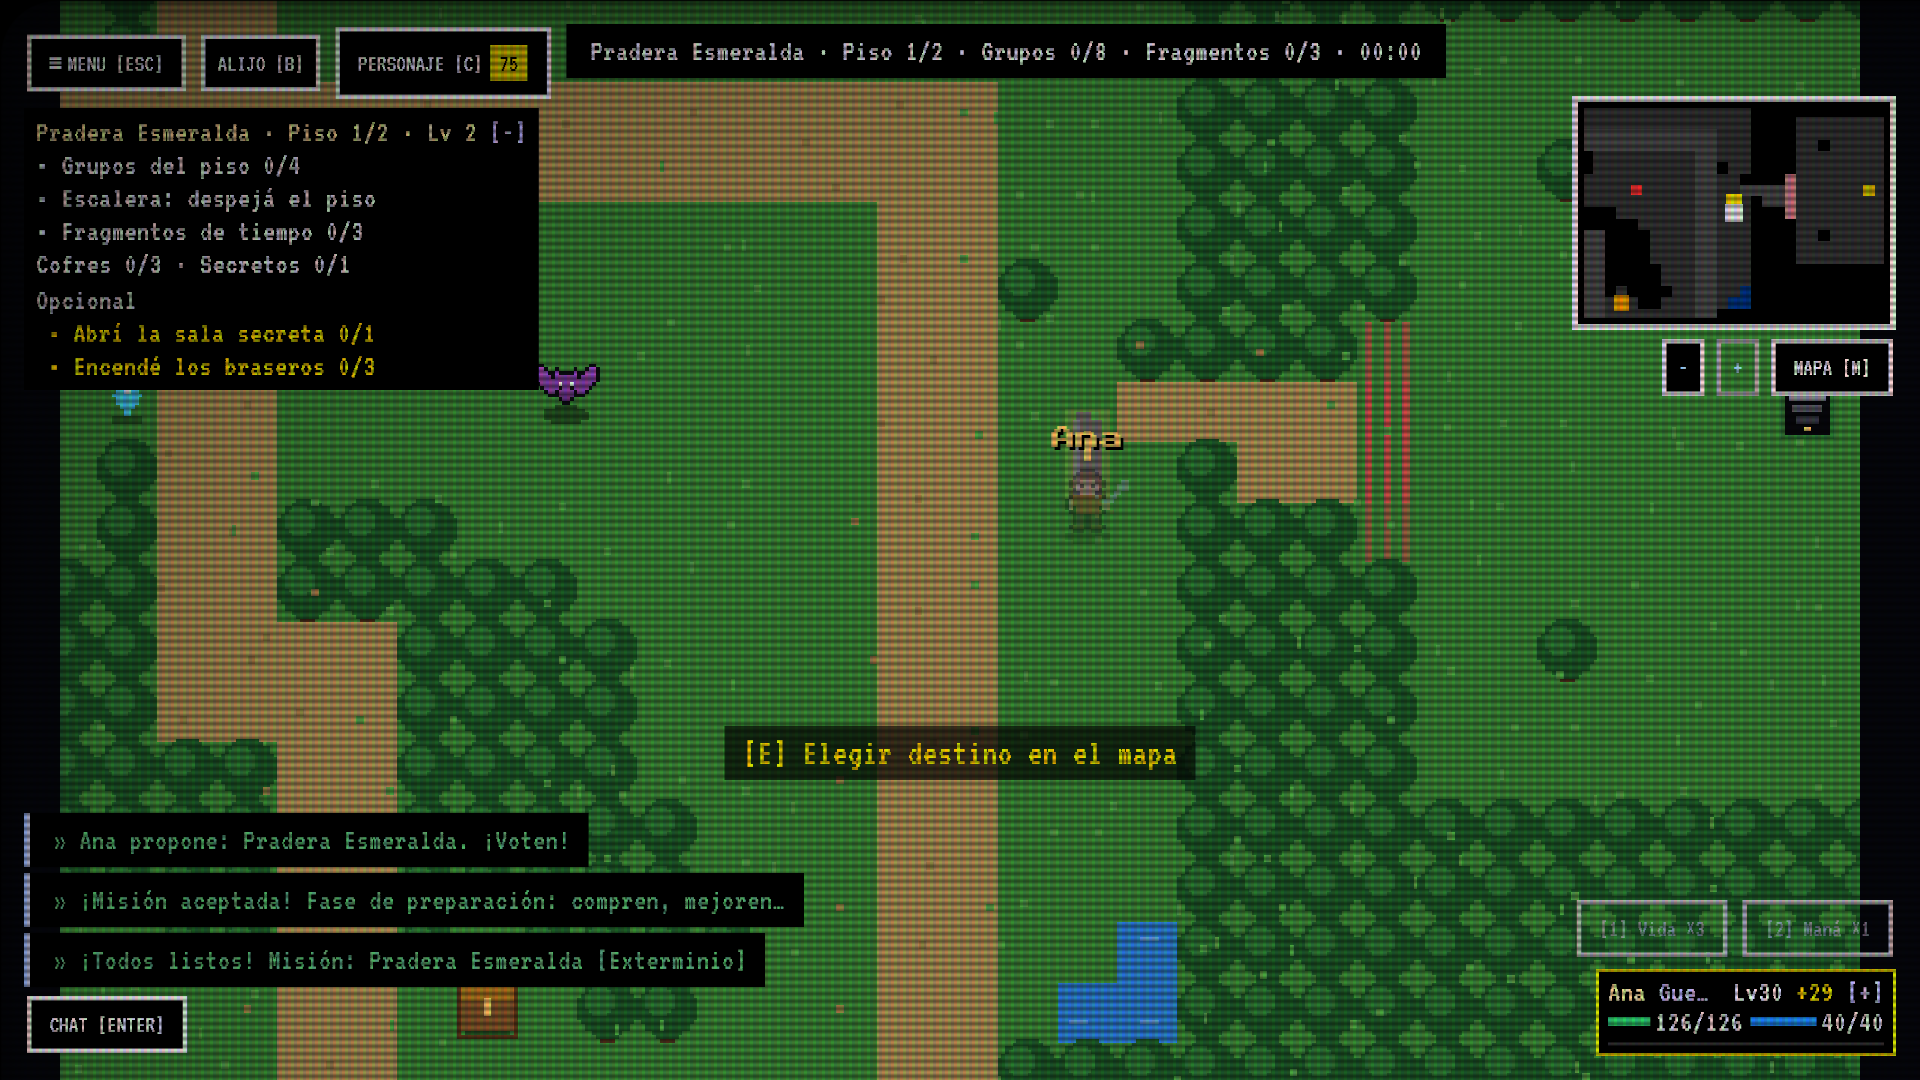 ≡ MENU [ESC]
ALIJO [B]
PERSONAJE [C] 75
Pradera Esmeralda · Piso 1/2 · Grupos 0/8 · Fragmentos 0/3 · 00:00
Pradera Esmeralda · Piso 1/2 · Lv 2 [-]
· Grupos del piso 0/4
· Escalera: despejá el piso
· Fragmentos de tiempo 0/3
Cofres 0/3 · Secretos 0/1
Opcional
· Abrí la sala secreta 0/1
· Encendé los braseros 0/3
- + MAPA [M]
Ana
[E] Elegir destino en el mapa
» Ana propone: Pradera Esmeralda. ¡Voten!
» ¡Misión aceptada! Fase de preparación: compren, mejoren…
» ¡Todos listos! Misión: Pradera Esmeralda [Exterminio]
CHAT [ENTER]
[1] Vida X3
[2] Maná X1
Ana Gue… Lv30 +29 [+]
126/126 40/40